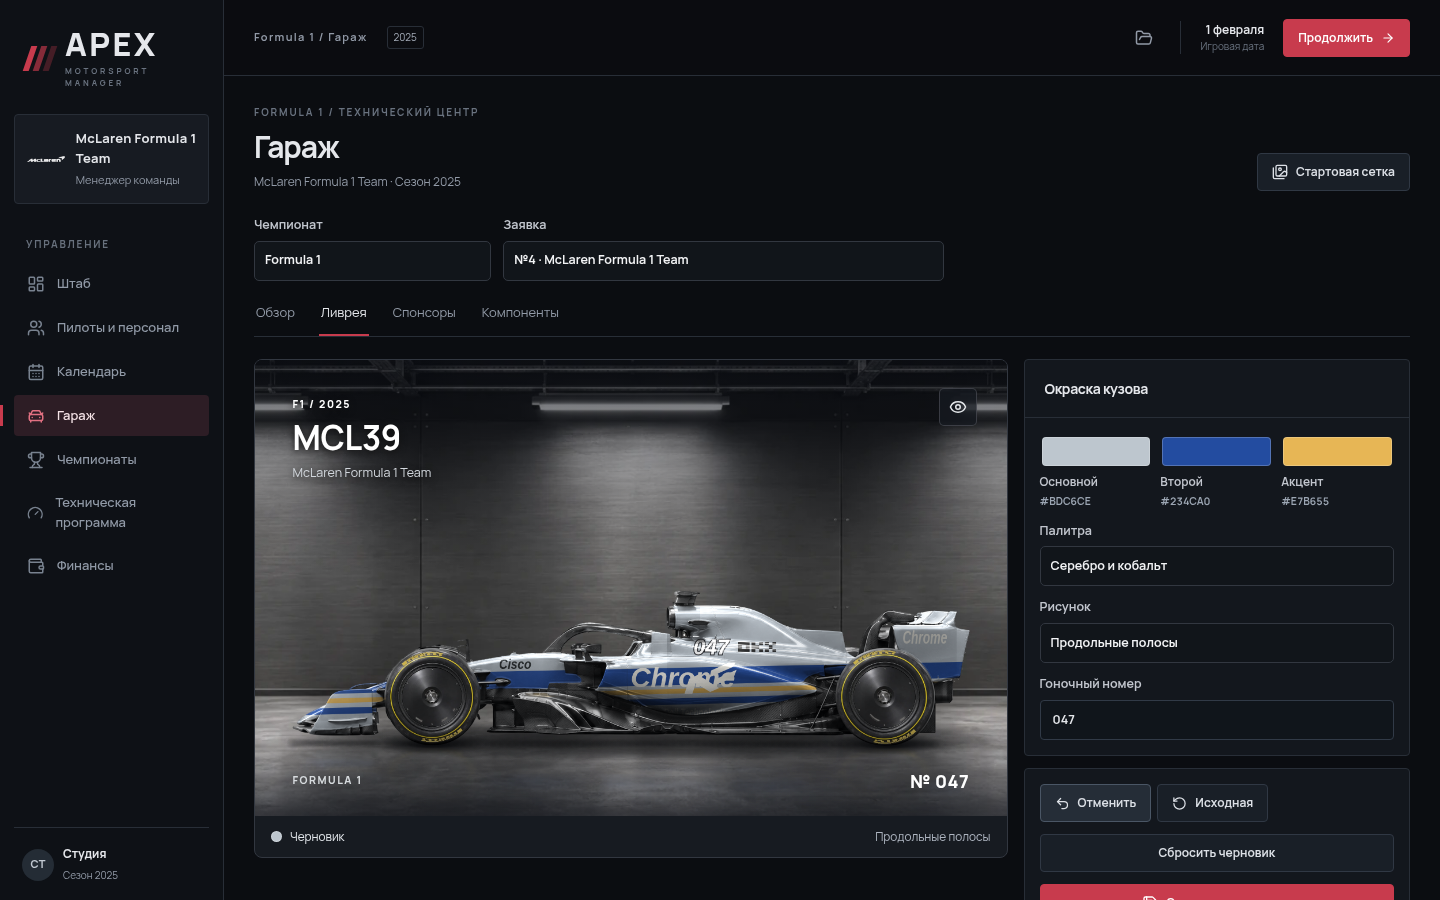 APEX
MOTORSPORT
MANAGER
McLaren
McLaren Formula 1
Team
Менеджер команды
УПРАВЛЕНИЕ
Штаб
Пилоты и персонал
Календарь
Гараж
Чемпионаты
Техническая
программа
Финансы
СТ
Студия
Сезон 2025
Formula 1 / Гараж
2025
1 февраля
Игровая дата
Продолжить
FORMULA 1 / ТЕХНИЧЕСКИЙ ЦЕНТР
Гараж
McLaren Formula 1 Team · Сезон 2025
Стартовая сетка
Чемпионат
Заявка
Formula 1
№4 · McLaren Formula 1 Team
Обзор
Ливрея
Спонсоры
Компоненты
F1 / 2025
MCL39
McLaren Formula 1 Team
Chrome
047
Cisco
Chrome
FORMULA 1
№ 047
Черновик
Продольные полосы
Окраска кузова
Основной
Второй
Акцент
#BDC6CE
#234CA0
#E7B655
Палитра
Серебро и кобальт
Рисунок
Продольные полосы
Гоночный номер
047
Отменить
Исходная
Сбросить черновик